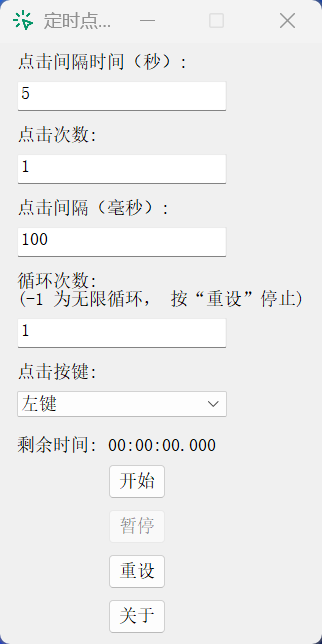 定时点...
点击间隔时间（秒）:
5
点击次数:
1
点击间隔（毫秒）:
100
循环次数:
(-1 为无限循环， 按“重设”停止)
1
点击按键:
左键
剩余时间: 00:00:00.000
开始
暂停
重设
关于